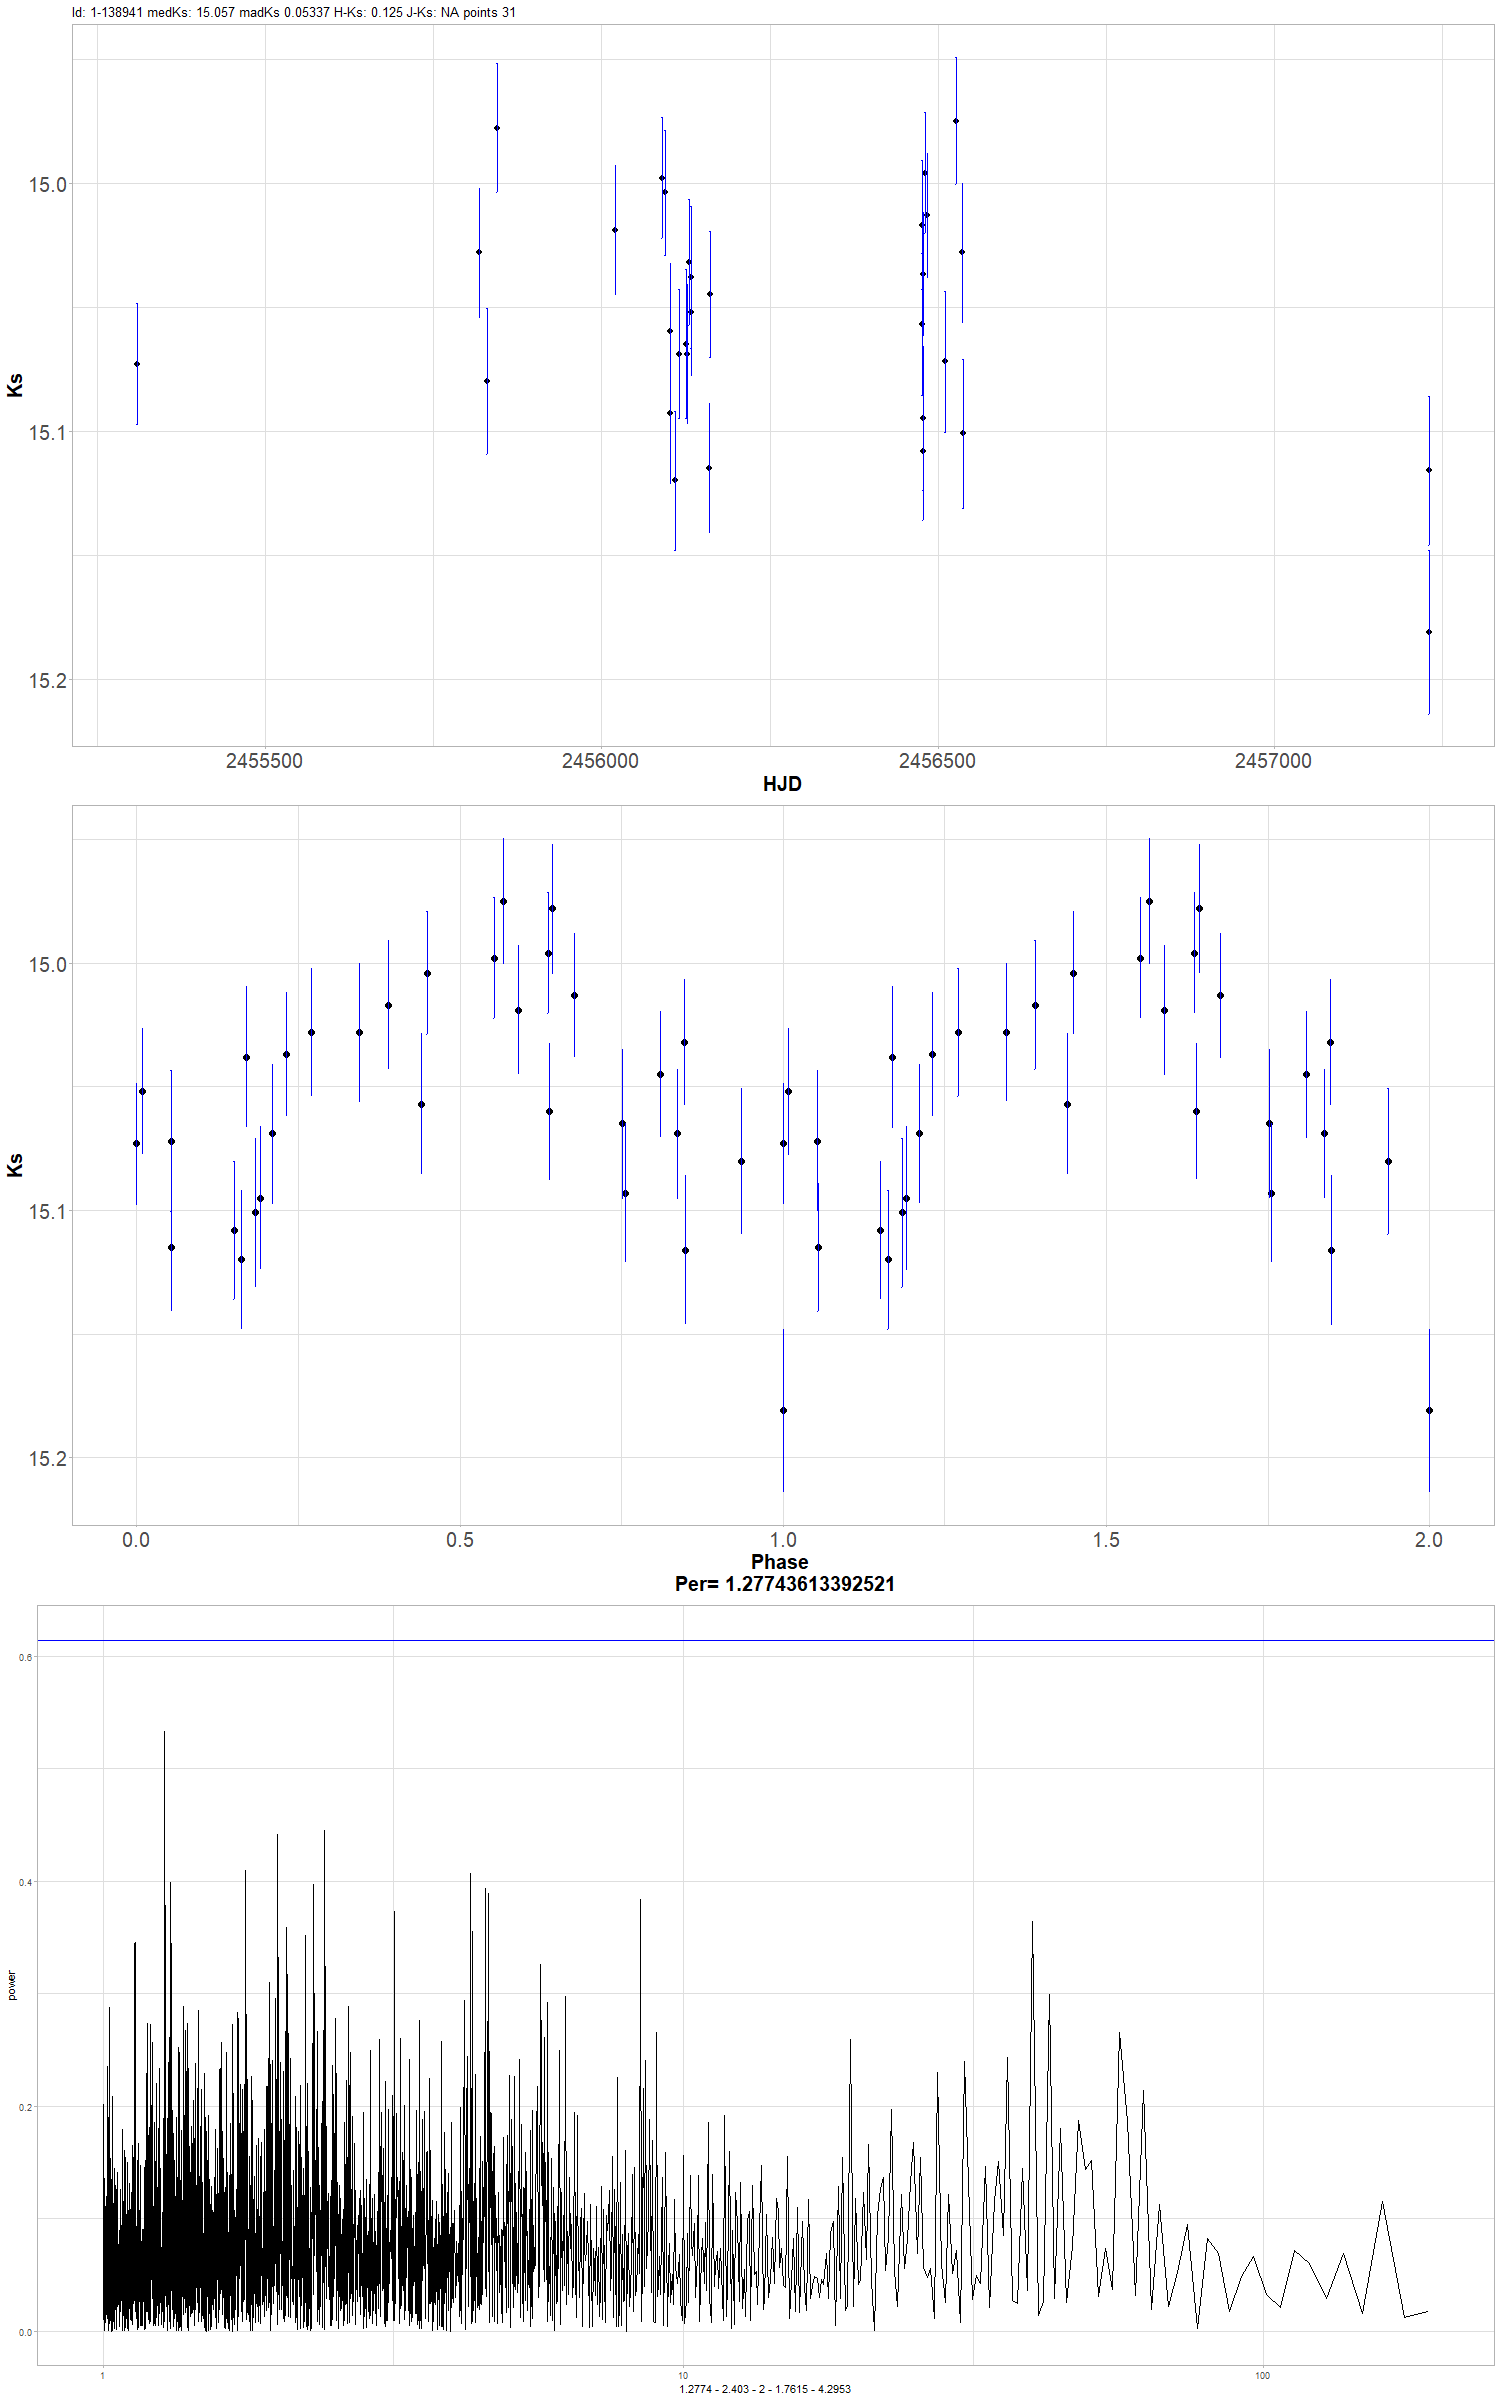 Id: 1-138941 medKs: 15.057 madKs 0.05337 H-Ks: 0.125 J-Ks: NA points 31
Ks
15.0
15.1
15.2
2455500 2456000 2456500 2457000
HJD
Ks
15.0
15.1
15.2
0.0 0.5 1.0 1.5 2.0
Phase
Per= 1.27743613392521
power
0.6
0.4
0.2
0.0
1 10 100
1.2774 - 2.403 - 2 - 1.7615 - 4.2953